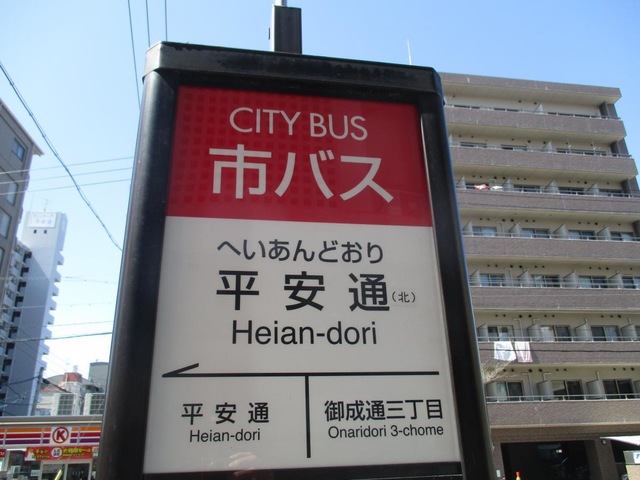 CITY BUS
市バス
へいあんどおり
平安通(北)
Heian-dori
平安通
Heian-dori
御成通三丁目
Onaridori 3-chome
K